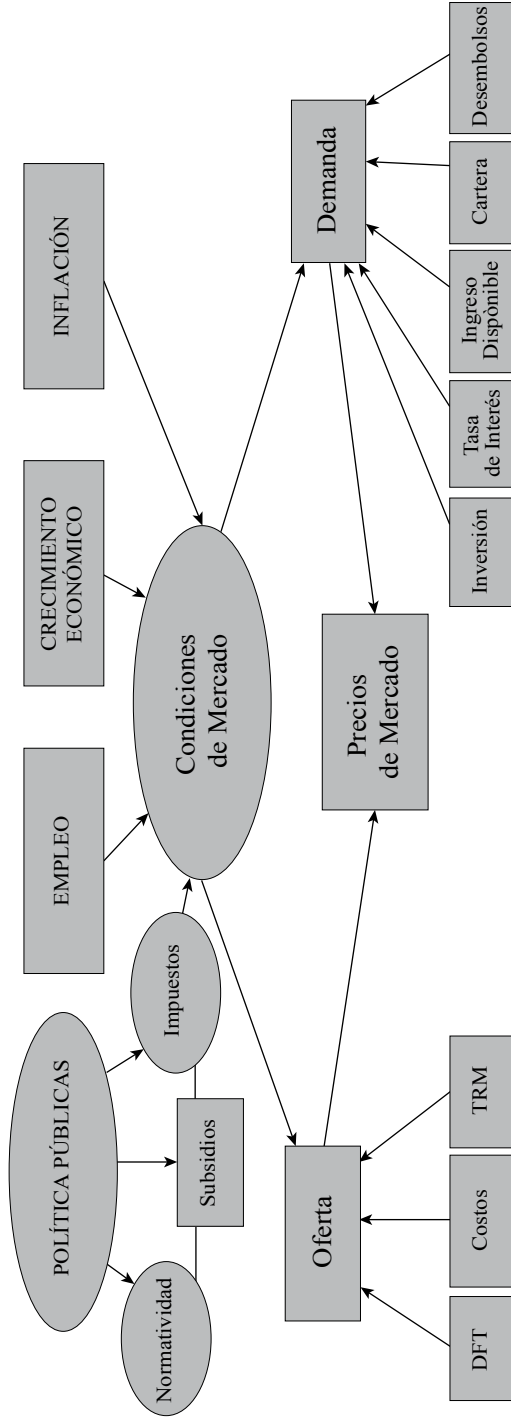 POLÍTICA PÚBLICAS
EMPLEO
CRECIMIENTO
ECONÓMICO
INFLACIÓN
Normatividad
Subsidios
Impuestos
Condiciones
de Mercado
Oferta
Precios
de Mercado
Demanda
DFT
Costos
TRM
Inversión
Tasa
de Interés
Ingreso
Dispònible
Cartera
Desembolsos